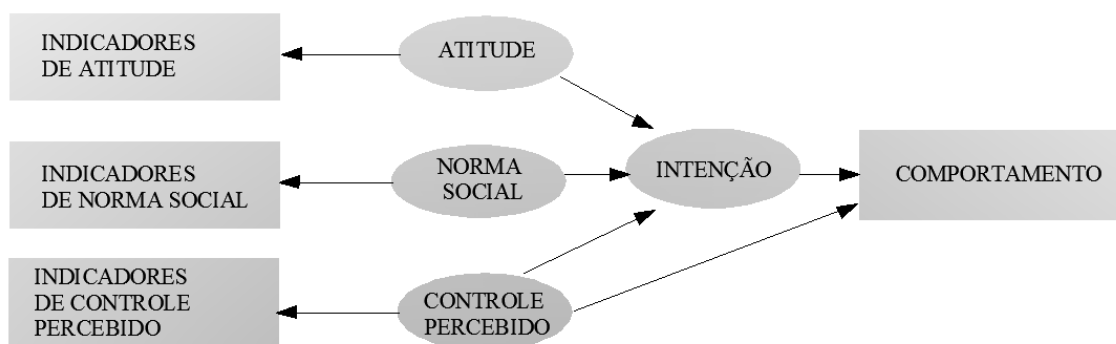 INDICADORES
DE ATITUDE
ATITUDE
INDICADORES
DE NORMA SOCIAL
NORMA
SOCIAL
INTENÇÃO
COMPORTAMENTO
INDICADORES
DE CONTROLE
PERCEBIDO
CONTROLE
PERCEBIDO